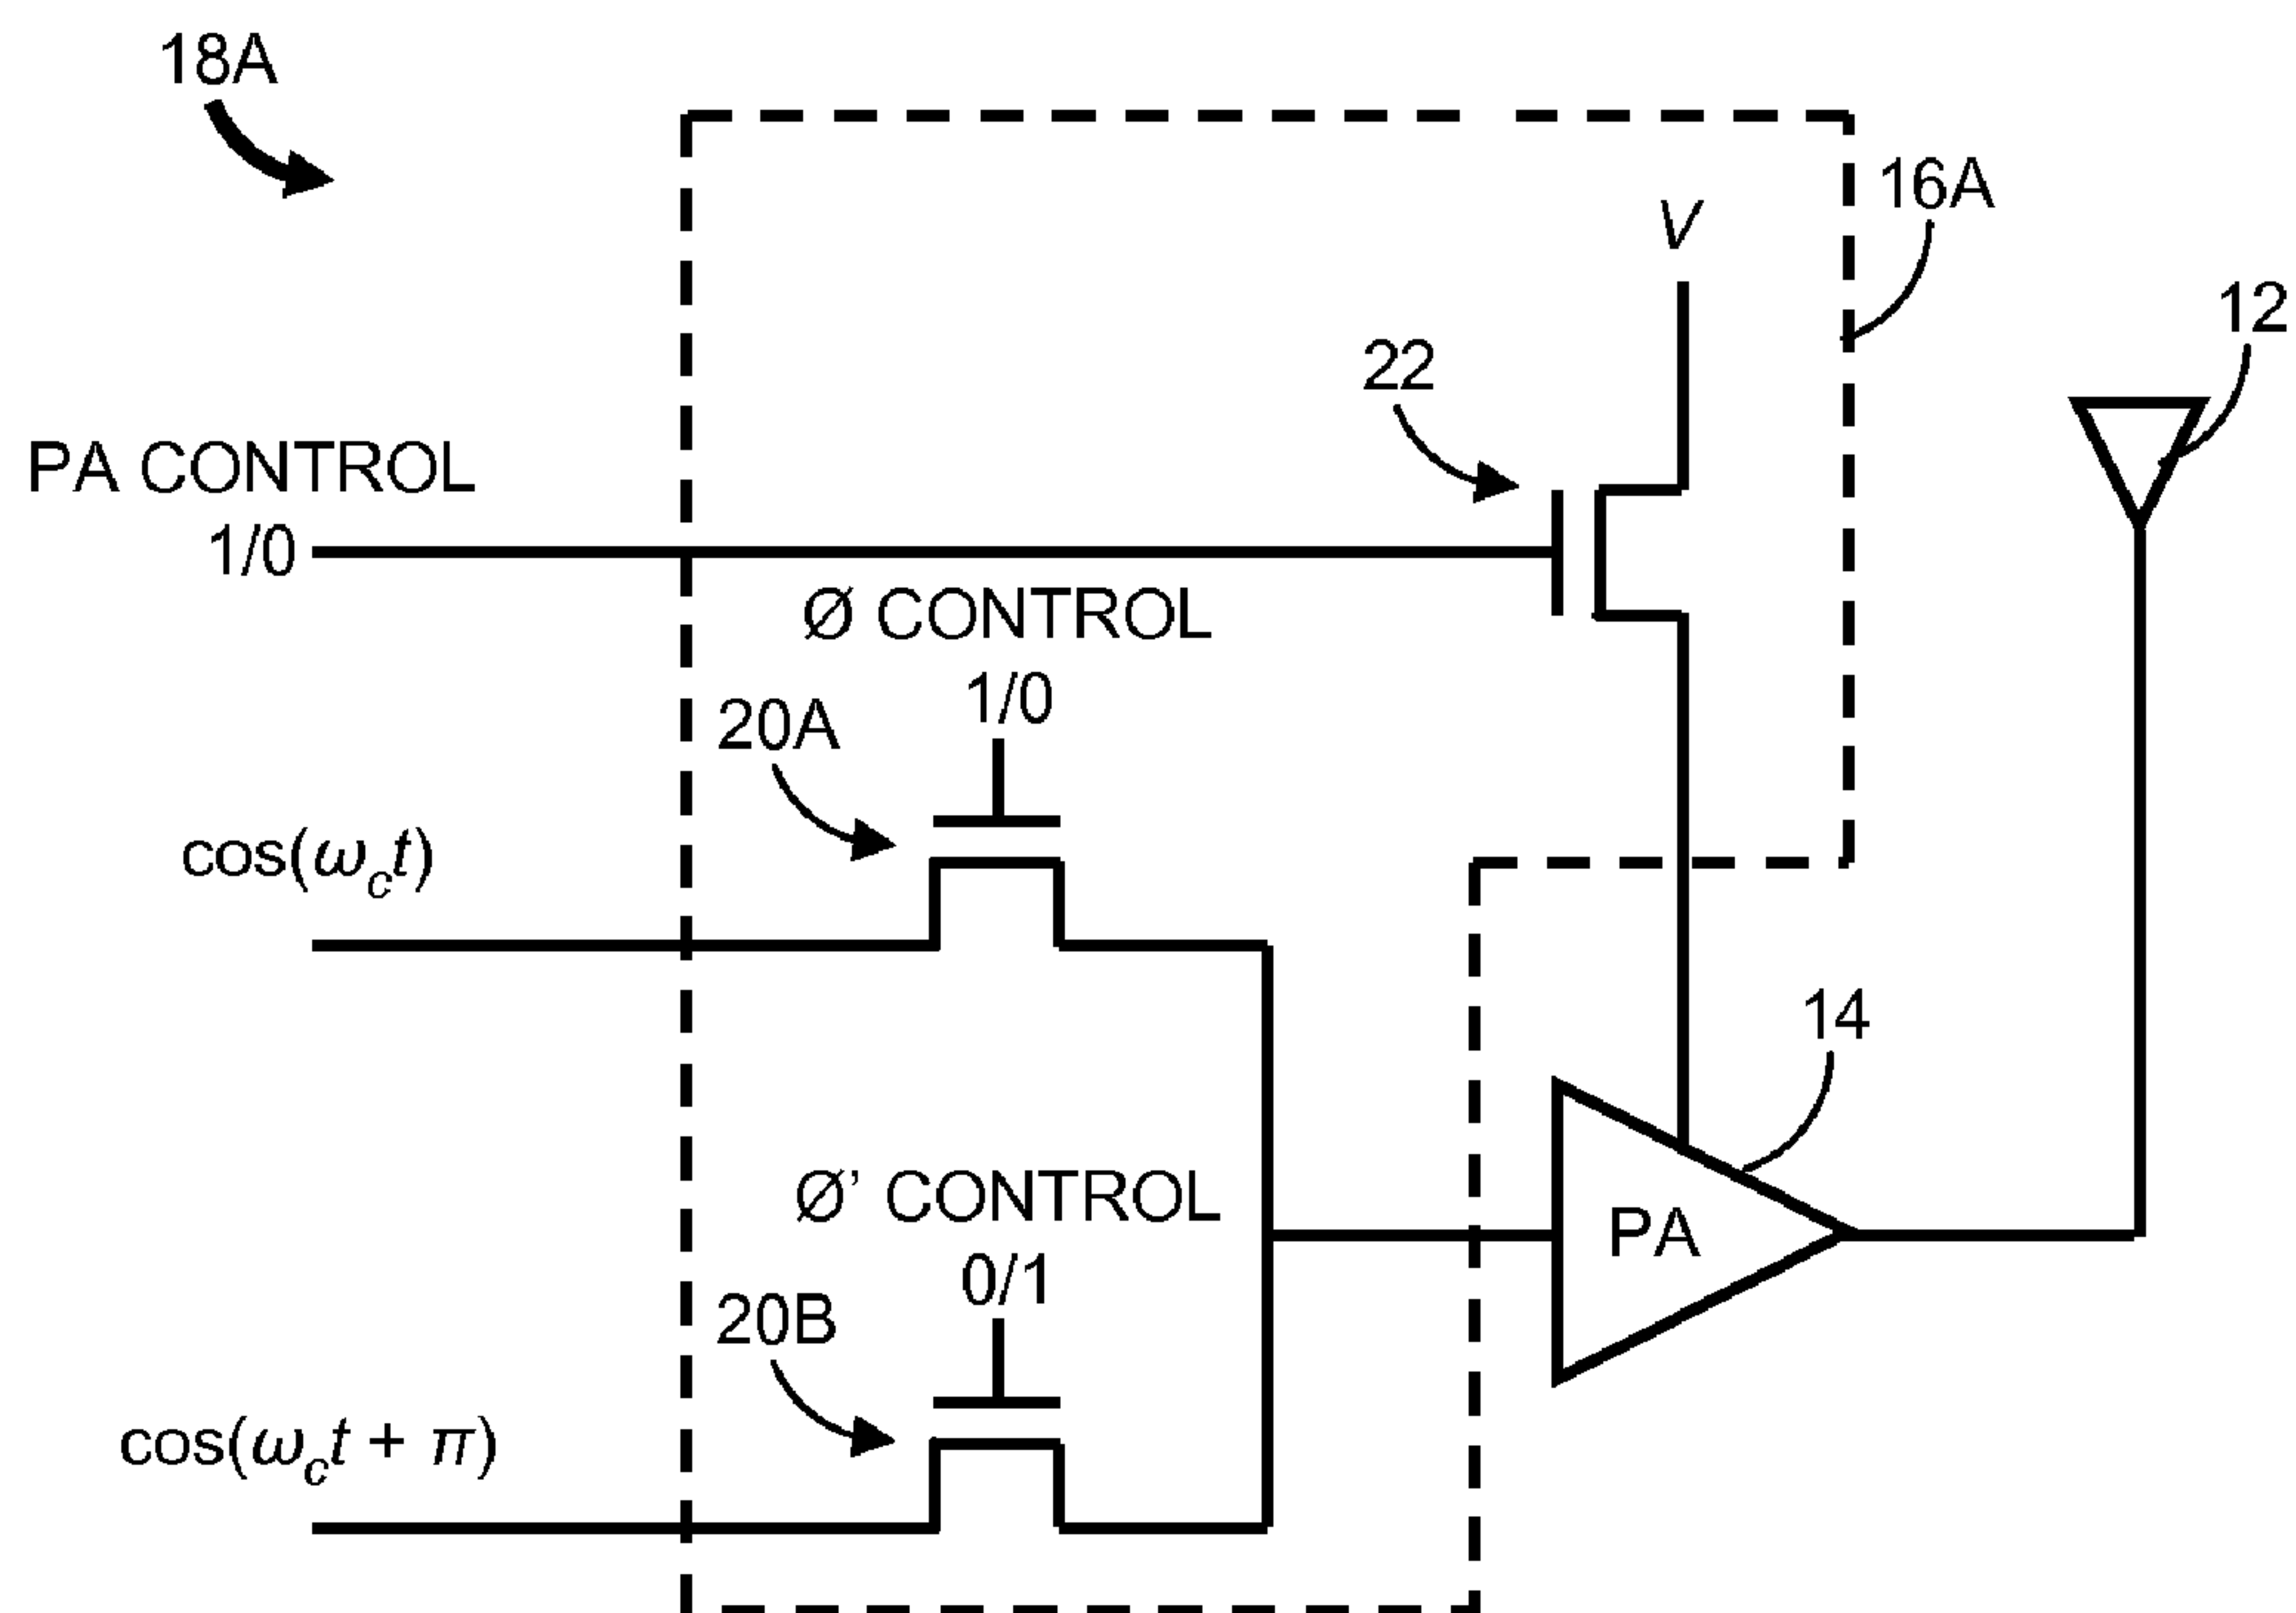 18A
16A
V
12
22
PA CONTROL
1/0
Ø CONTROL
1/0
20A
cos(ω_c t)
14
Ø’ CONTROL
PA
0/1
20B
cos(ω_c t + π)